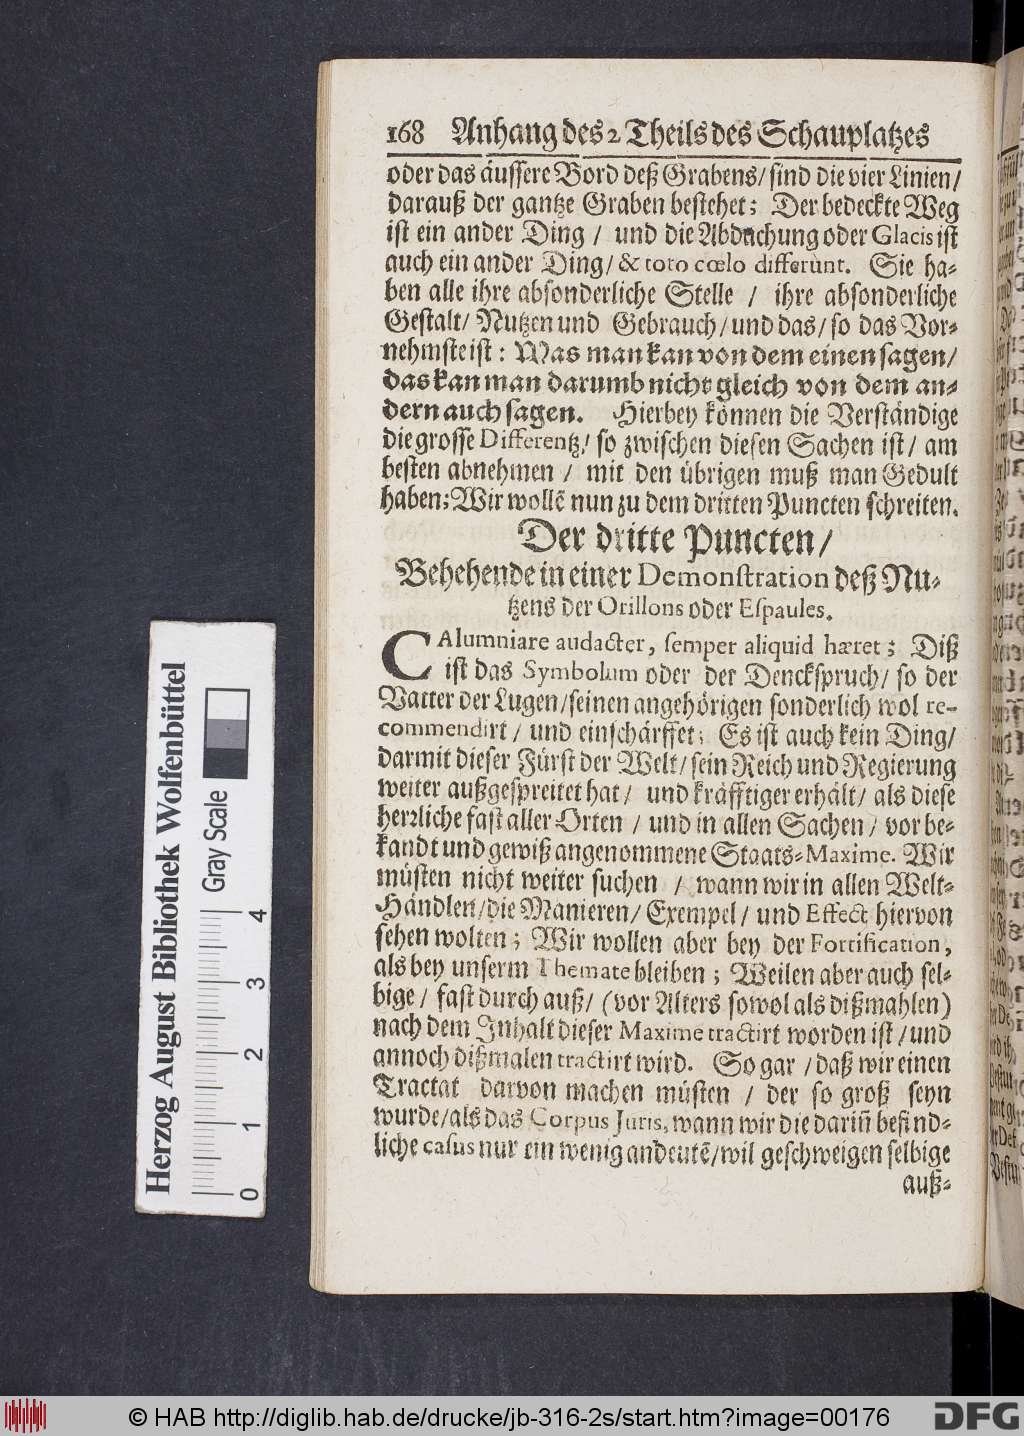 168 Anhang des 2 Theils des Schauplatzes
oder das äussere Bord deß Grabens/ sind die vier Linien/
darauß der gantze Graben bestehet; Der bedeckte Weg
ist ein ander Ding / und die Abdachung oder Glacis ist
auch ein ander Ding/ & toto cœlo differùnt. Sie ha-
ben alle ihre absonderliche Stelle / ihre absonderliche
Gestalt/ Nutzen und Gebrauch/ und das/ so das Vor-
nehmste ist: Was man kan von dem einen sagen/
das kan man darumb nicht gleich von dem an-
dern auch sagen. Hierbey können die Verständige
die grosse Differentz/ so zwischen diesen Sachen ist/ am
besten abnehmen / mit den übrigen muß man Gedult
haben; Wir wollē nun zu dem dritten Puncten schreiten.
Der dritte Puncten/
Behehende in einer Demonstration deß Nu-
tzens der Orillons oder Espaules.
CAlumniare audacter, semper aliquid hæret; Diß
ist das Symbolum oder der Denckspruch/ so der
Vatter der Lugen/ seinen angehörigen sonderlich wol re-
commendirt / und einschärffet; Es ist auch kein Ding/
darmit dieser Fürst der Welt/ sein Reich und Regierung
weiter außgespreitet hat / und kräfftiger erhält/ als diese
herꝛliche fast aller Orten / und in allen Sachen / vor be-
kandt und gewiß angenommene Staats-Maxime. Wir
müsten nicht weiter suchen / wann wir in allen Welt-
Händlen/ die Manieren/ Exempel/ und Effect hiervon
sehen wolten; Wir wollen aber bey der Fortification,
als bey unserm Themate bleiben; Weilen aber auch sel-
bige / fast durch auß/ (vor Alters sowol als dißmahlen)
nach dem Inhalt dieser Maxime tractirt worden ist / und
annoch dißmalen tractirt wird. So gar / daß wir einen
Tractat darvon machen müsten / der so groß seyn
wurde/ als das Corpus Juris, wann wir die darin̄ befind-
liche casus nur ein wenig andeutē/ wil geschweigen selbige
auß-
Herzog August Bibliothek Wolfenbüttel
Gray Scale
0 1 2 3 4
© HAB http://diglib.hab.de/drucke/jb-316-2s/start.htm?image=00176
DFG